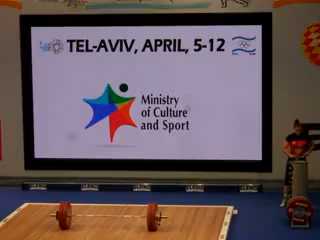 TEL-AVIV, APRIL, 5-12
Ministry
of Culture
and Sport